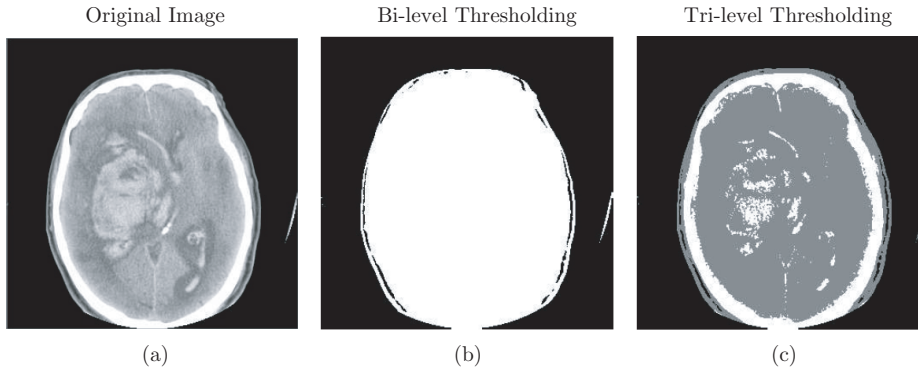 Original Image
Bi-level Thresholding
Tri-level Thresholding
(a)
(b)
(c)